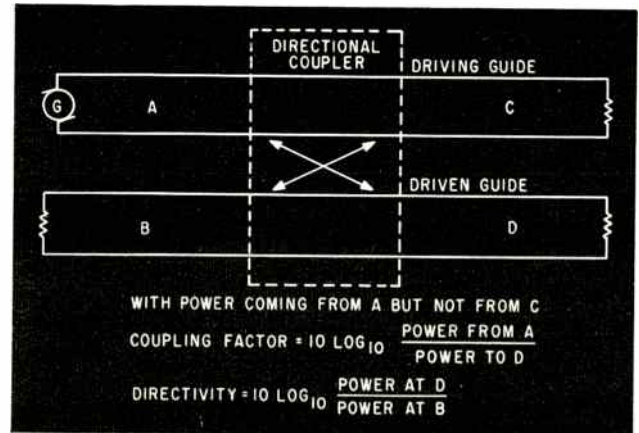 DIRECTIONAL
COUPLER
DRIVING GUIDE
G
A
C
DRIVEN GUIDE
B
D
WITH POWER COMING FROM A BUT NOT FROM C
COUPLING FACTOR = 10 LOG10 POWER FROM A
POWER TO D
DIRECTIVITY = 10 LOG10 POWER AT D
POWER AT B